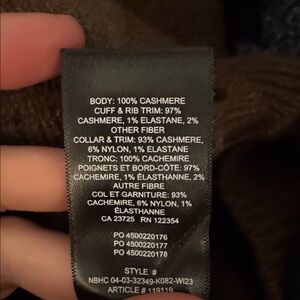 BODY: 100% CASHMERE
CUFF & RIB TRIM: 97%
CASHMERE, 1% ELASTANE, 2%
OTHER FIBER
COLLAR & TRIM: 93% CASHMERE,
6% NYLON, 1% ELASTANE
TRONC: 100% CACHEMIRE
POIGNETS ET BORD-CÔTE: 97%
CACHEMIRE, 1% ÉLASTHANNE, 2%
AUTRE FIBRE
COL ET GARNITURE: 93%
CACHEMIRE, 6% NYLON, 1%
ÉLASTHANNE
CA 23725 RN 122354
PO 4500220176
PO 4500220177
PO 4500220178
STYLE #
NBHC 04-03-32349-K082-WI23
ARTICLE # 119119